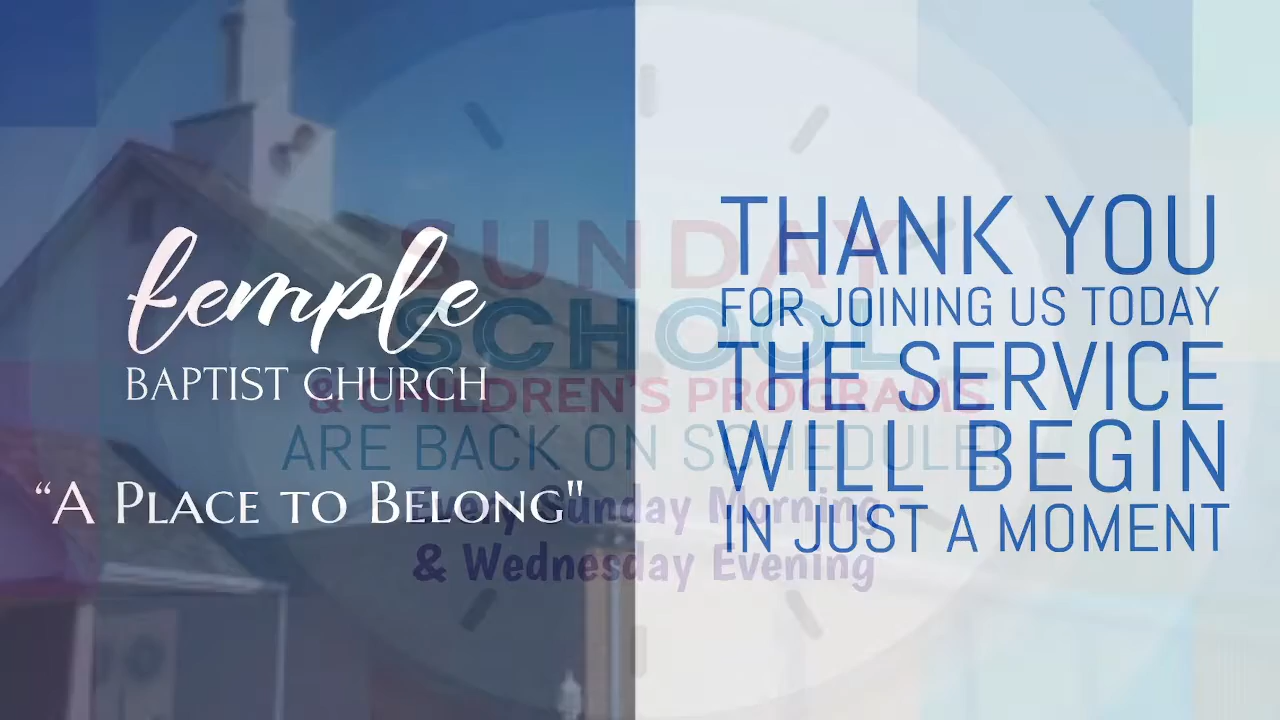 temple
BAPTIST CHURCH
“A PLACE TO BELONG"
THANK YOU
FOR JOINING US TODAY
THE SERVICE
WILL BEGIN
IN JUST A MOMENT
SUNDAY
SCHOOL
& CHILDREN'S PROGRAMS
ARE BACK ON SCHEDULE!
Every Sunday Morning
& Wednesday Evening